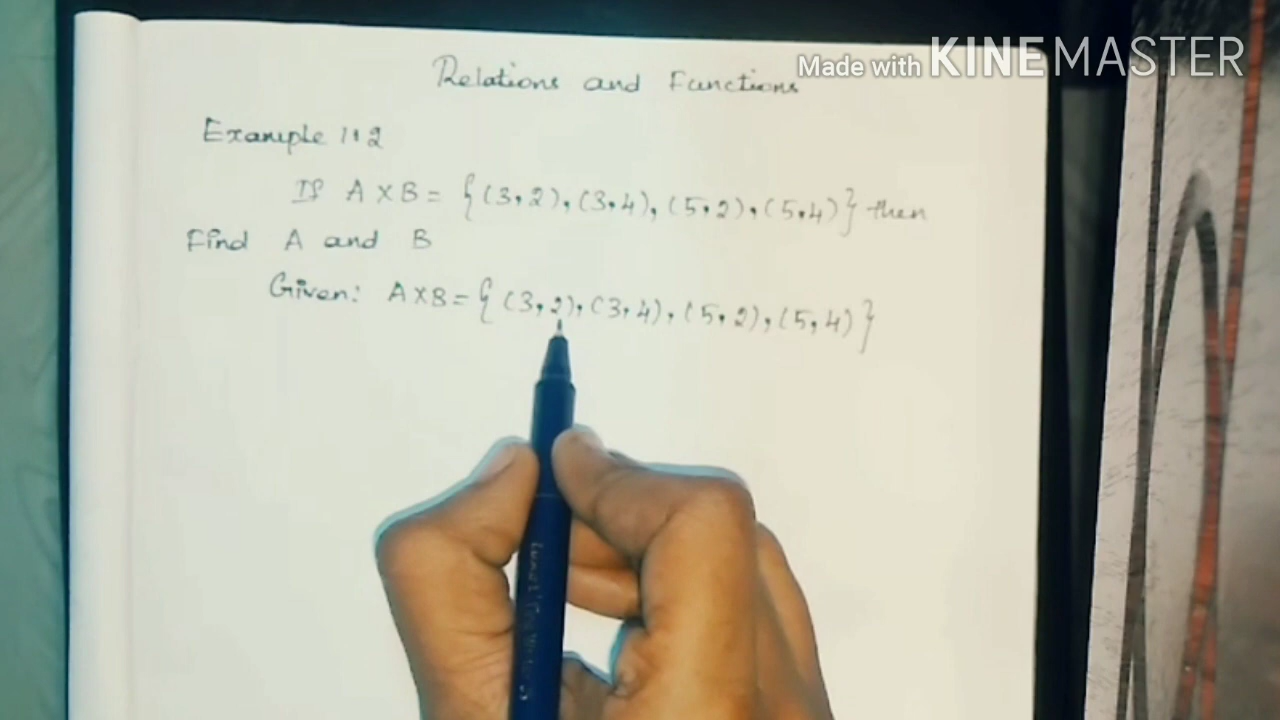 Made with KINEMASTER
Relations and Functions
Example 1.2
If A × B = {(3,2), (3,4), (5,2), (5,4)} then
Find A and B
Given: A×B = {(3,2), (3,4), (5,2), (5,4)}